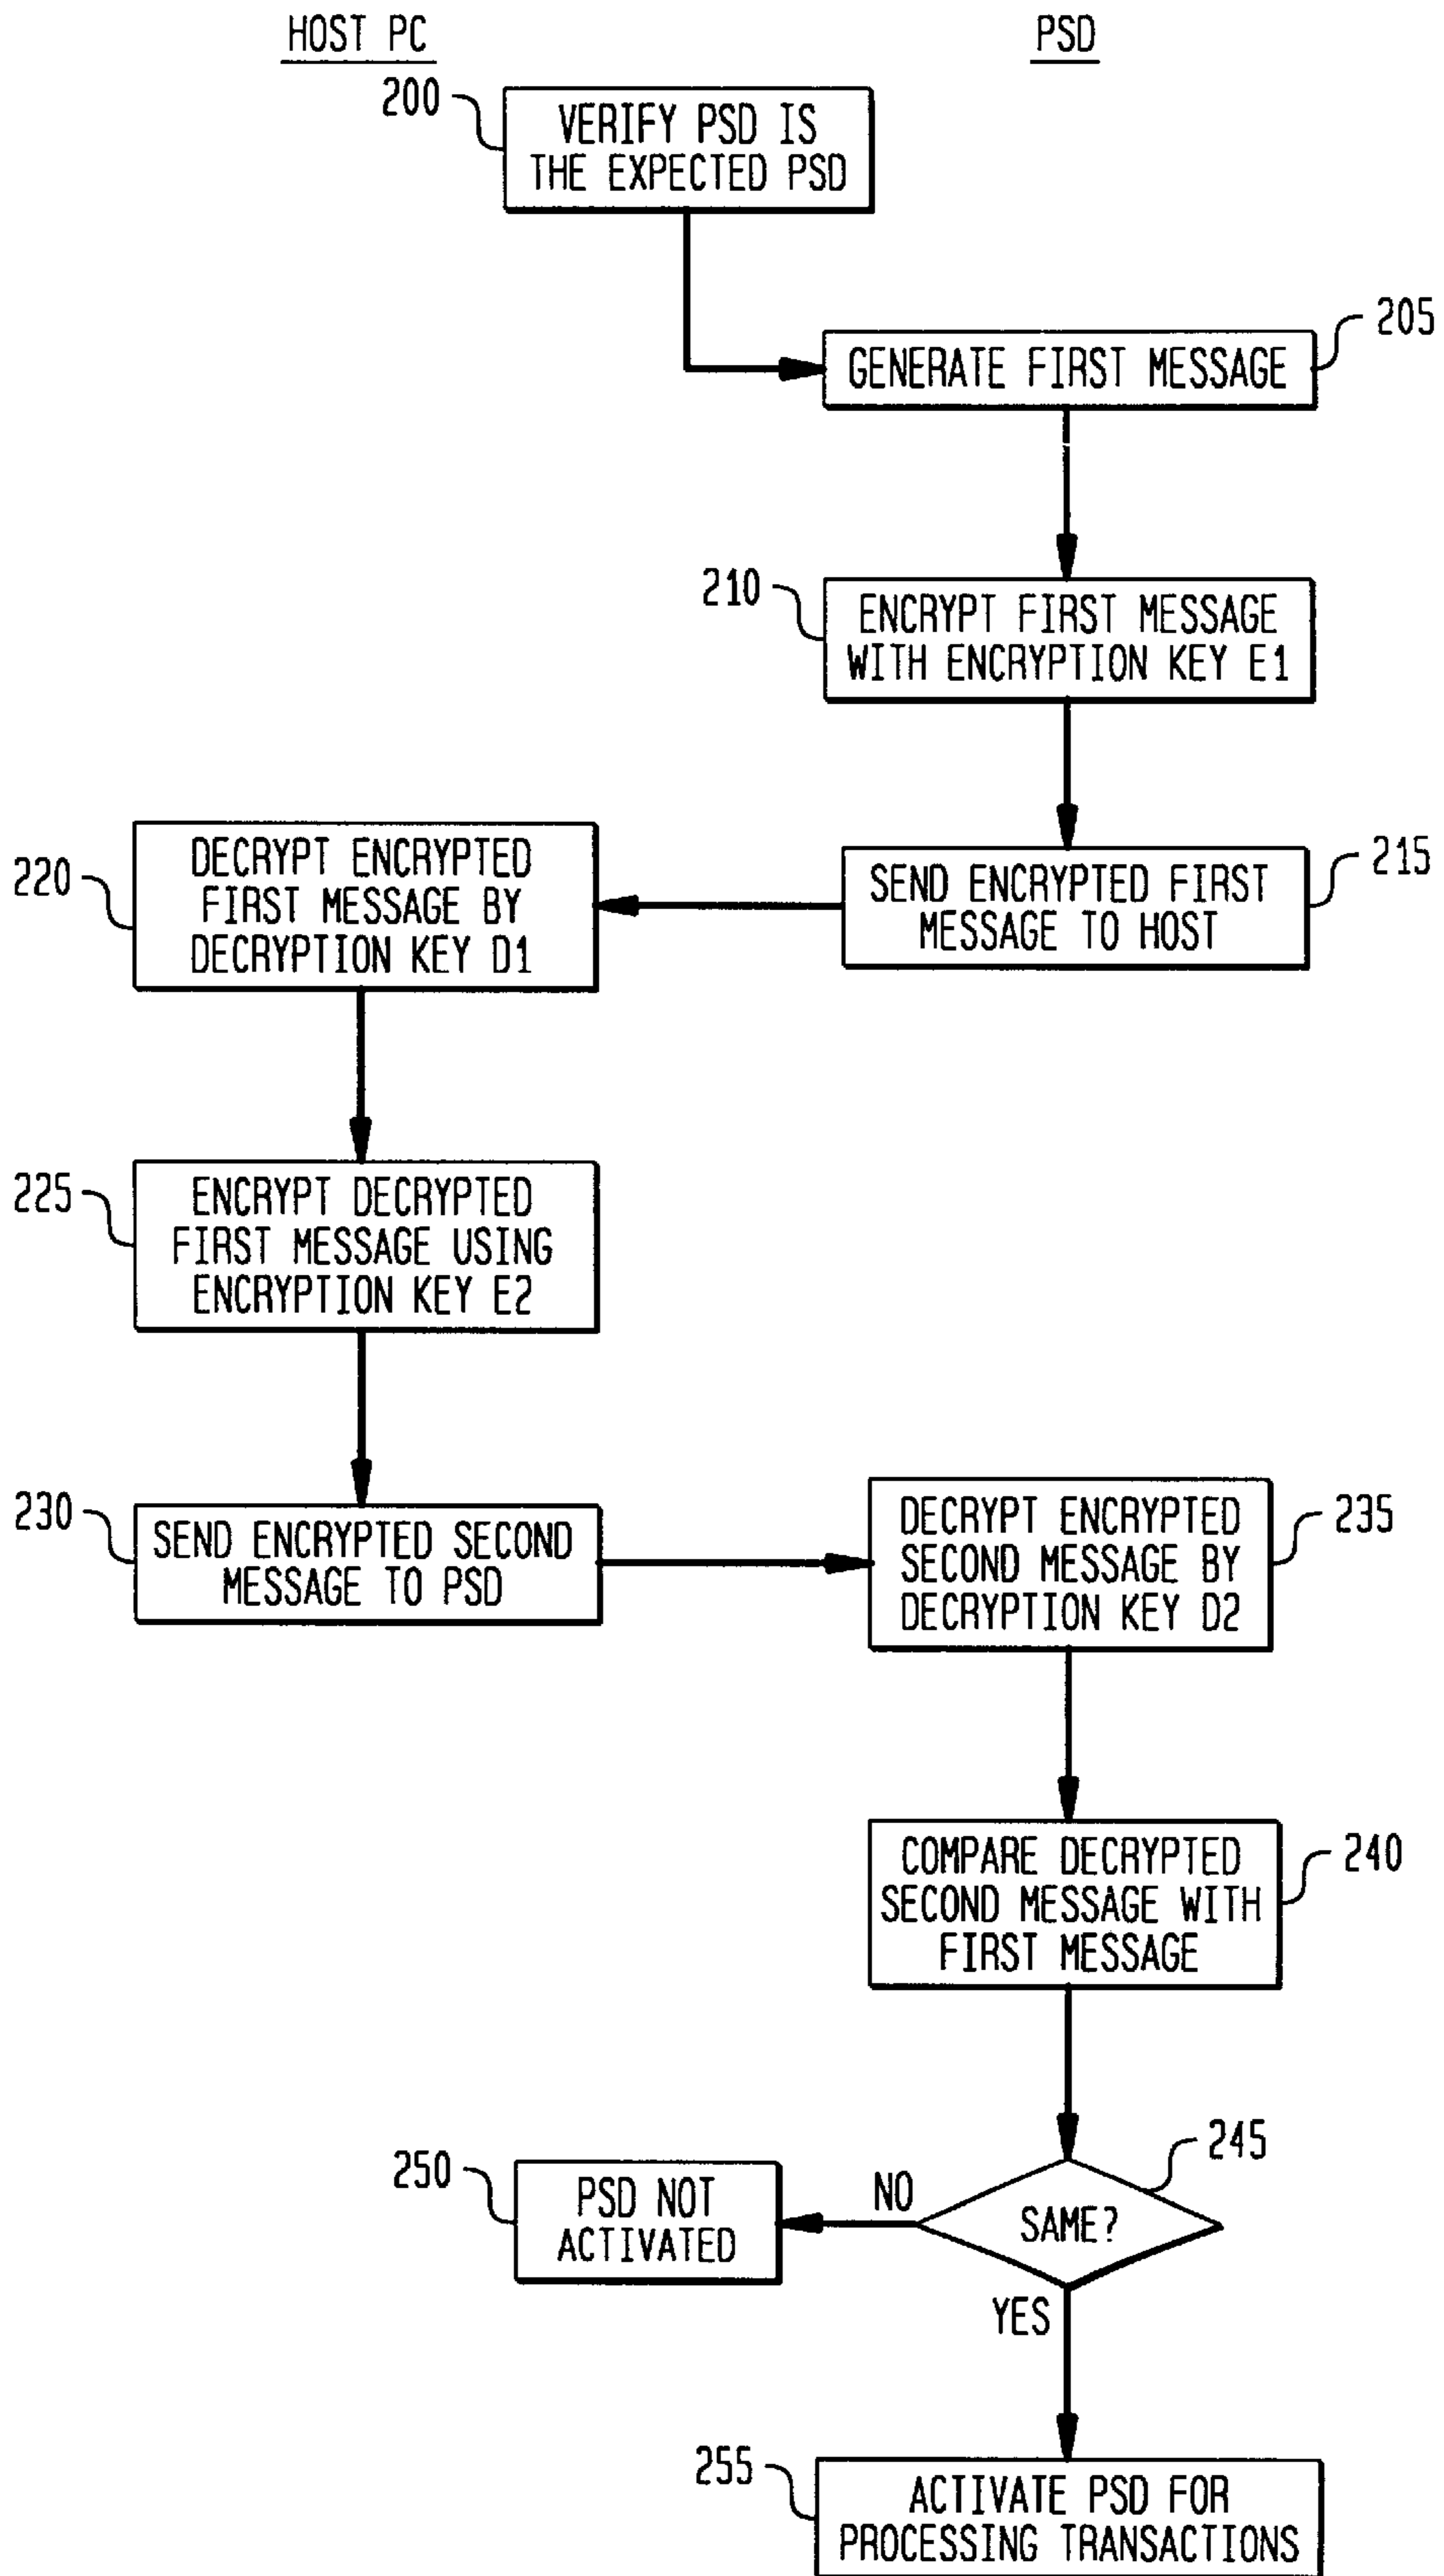 HOST PC
PSD
200
VERIFY PSD IS
THE EXPECTED PSD
205
GENERATE FIRST MESSAGE
210
ENCRYPT FIRST MESSAGE
WITH ENCRYPTION KEY E1
215
SEND ENCRYPTED FIRST
MESSAGE TO HOST
220
DECRYPT ENCRYPTED
FIRST MESSAGE BY
DECRYPTION KEY D1
225
ENCRYPT DECRYPTED
FIRST MESSAGE USING
ENCRYPTION KEY E2
230
SEND ENCRYPTED SECOND
MESSAGE TO PSD
235
DECRYPT ENCRYPTED
SECOND MESSAGE BY
DECRYPTION KEY D2
240
COMPARE DECRYPTED
SECOND MESSAGE WITH
FIRST MESSAGE
245
SAME?
NO
250
PSD NOT
ACTIVATED
YES
255
ACTIVATE PSD FOR
PROCESSING TRANSACTIONS